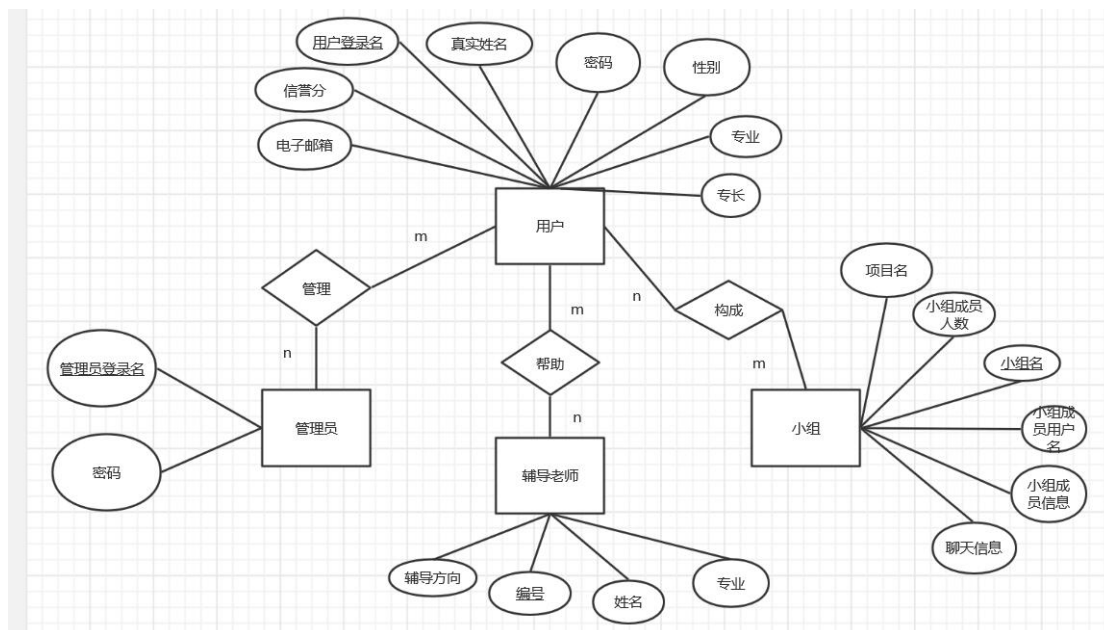 用户登录名
真实姓名
密码
性别
信誉分
电子邮箱
专业
专长
用户
m
管理
n
m
n
构成
m
帮助
n
项目名
小组成员
人数
小组名
小组成
员用户
名
小组成
员信息
聊天信息
管理员登录名
密码
管理员
辅导老师
小组
辅导方向
编号
姓名
专业